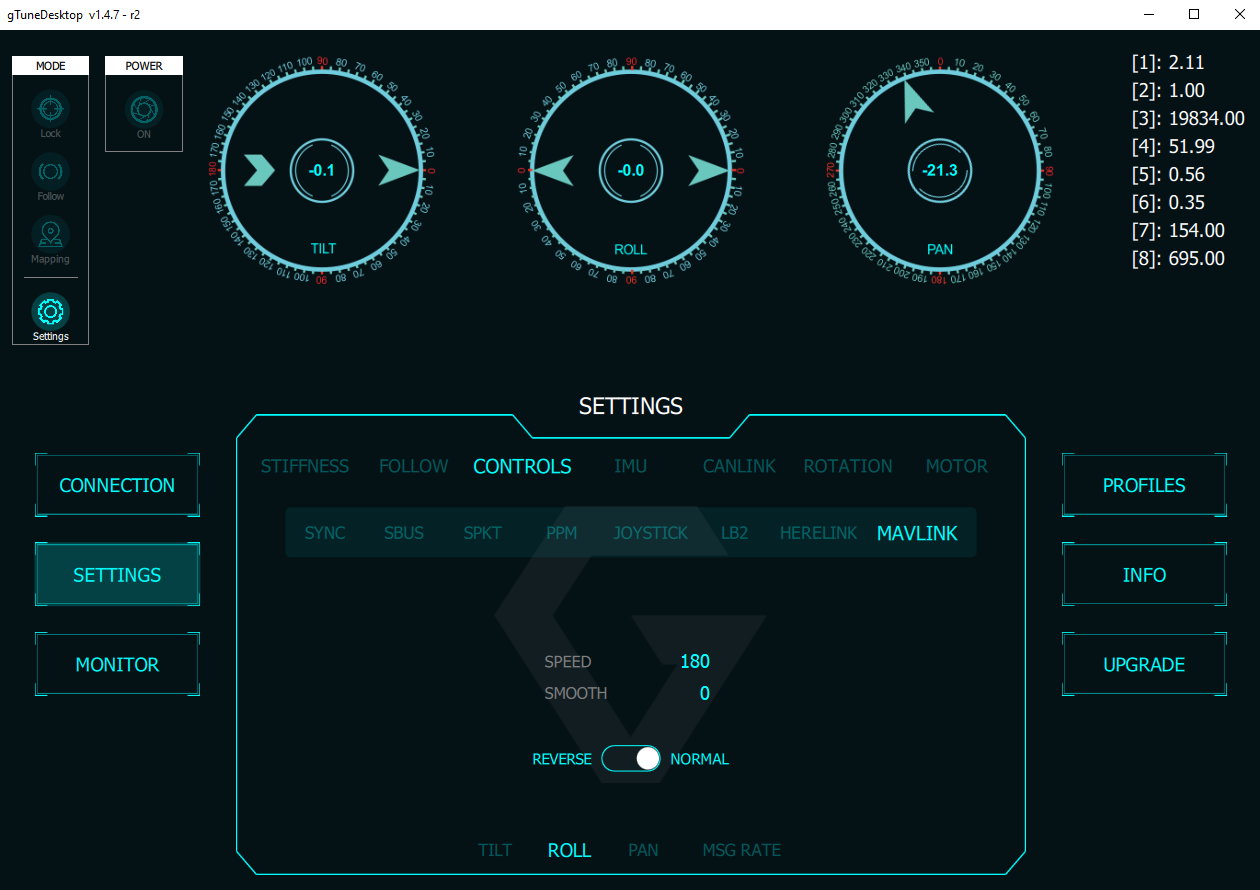 gTuneDesktop v1.4.7 - r2
MODE
Lock
Follow
Mapping
Settings
POWER
ON
-0.1
TILT
-0.0
ROLL
-21.3
PAN
[1]: 2.11
[2]: 1.00
[3]: 19834.00
[4]: 51.99
[5]: 0.56
[6]: 0.35
[7]: 154.00
[8]: 695.00
CONNECTION
SETTINGS
MONITOR
SETTINGS
STIFFNESS FOLLOW CONTROLS IMU CANLINK ROTATION MOTOR
SYNC SBUS SPKT PPM JOYSTICK LB2 HERELINK MAVLINK
SPEED 180
SMOOTH 0
REVERSE NORMAL
TILT ROLL PAN MSG RATE
PROFILES
INFO
UPGRADE